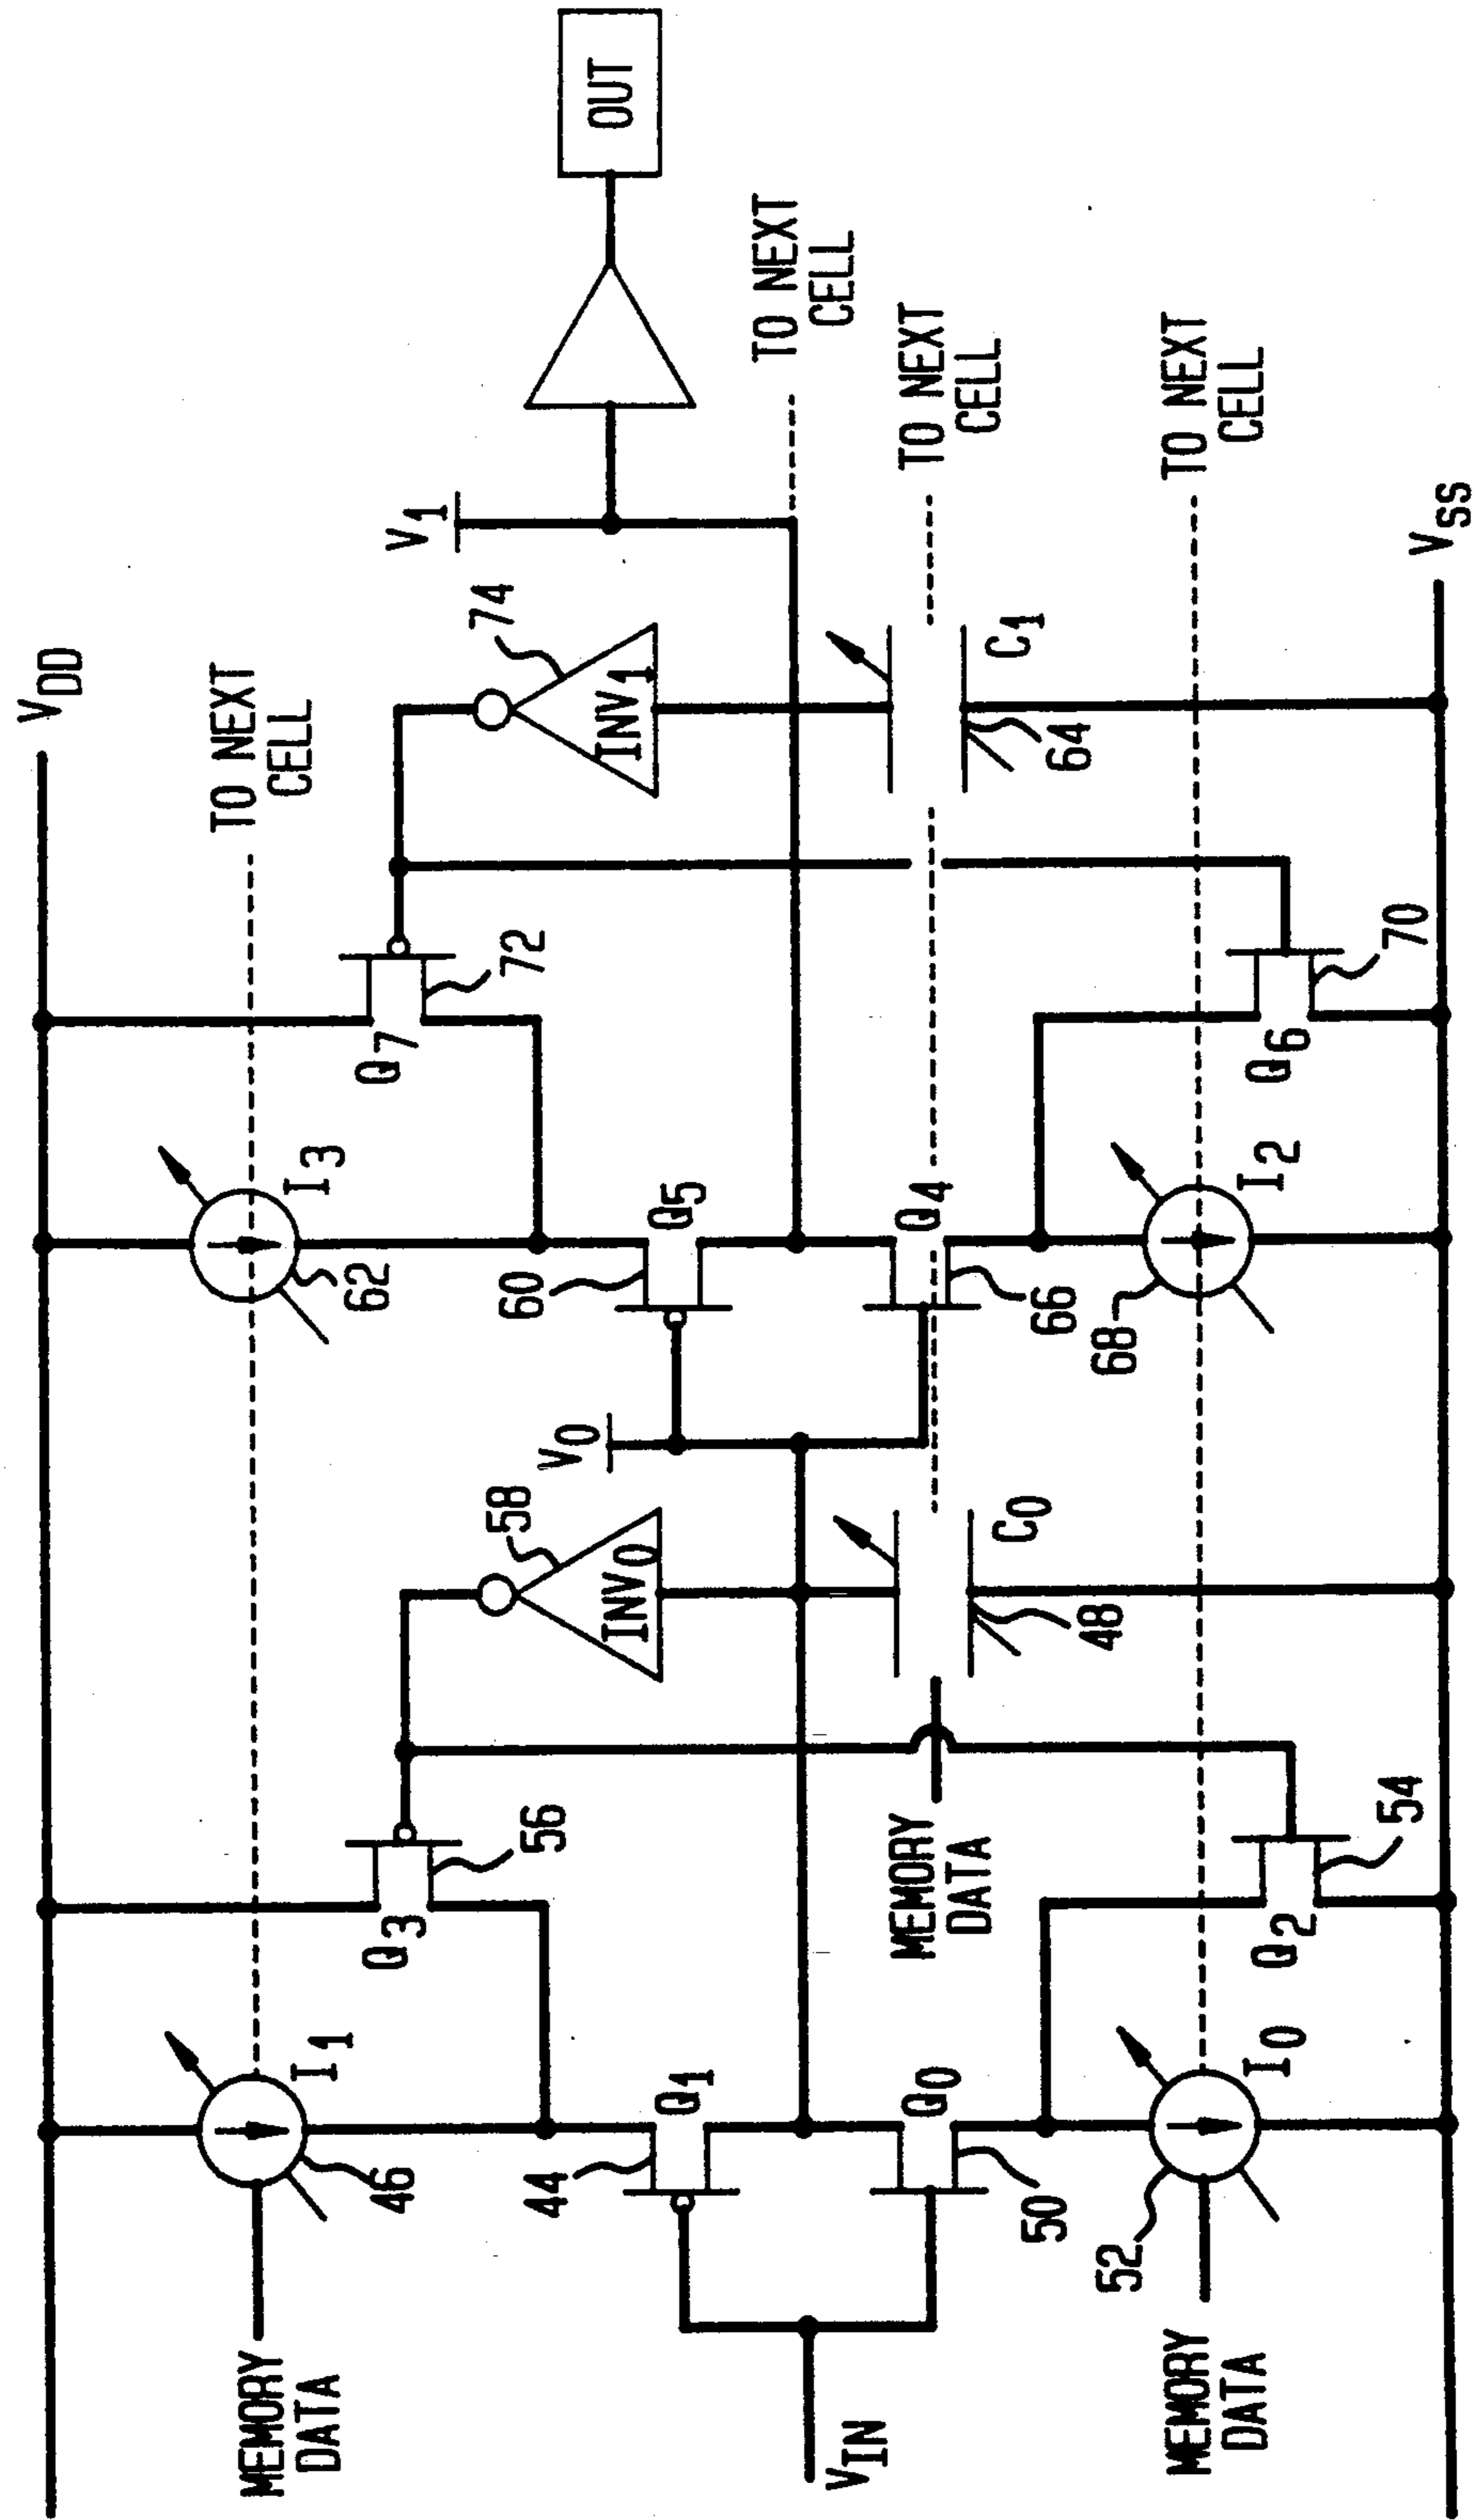 VDD
TO NEXT
CELL
MEMORY
DATA
I1
46
Q3
56
I3
62
Q7
72
58
INV0
V0
74
INV1
V1
OUT
TO NEXT
CELL
VIN
44
Q1
Q0
50
60
Q5
Q4
66
MEMORY
DATA
C0
48
C1
64
TO NEXT
CELL
MEMORY
DATA
52
I0
Q2
54
68
I2
Q6
70
TO NEXT
CELL
VSS